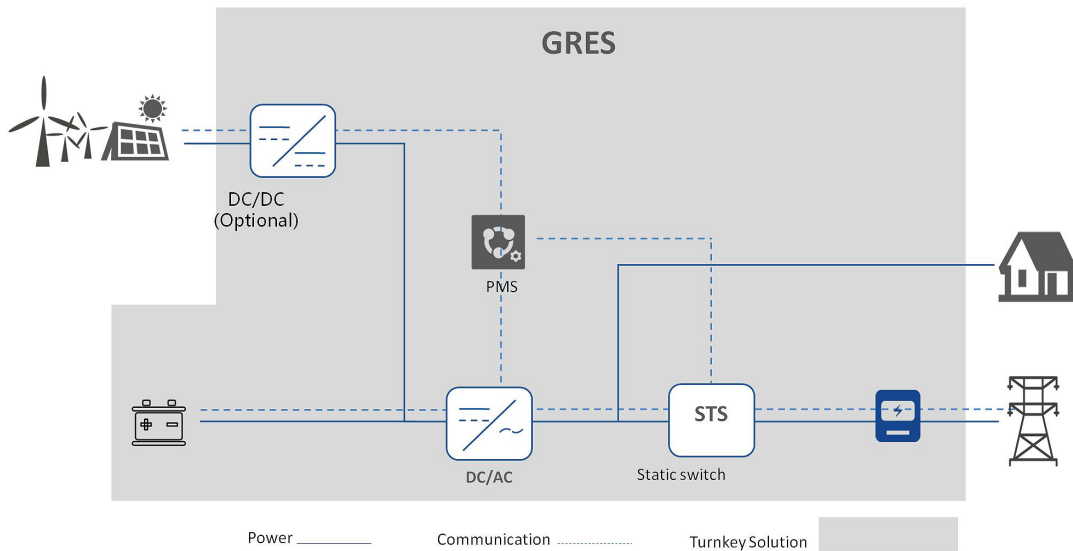 GRES
DC/DC
(Optional)
PMS
STS
DC/AC
Static switch
Power
Communication
Turnkey Solution